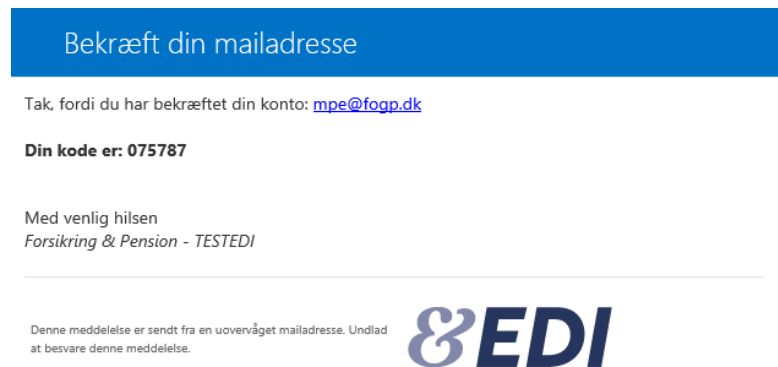 Bekræft din mailadresse
Tak, fordi du har bekræftet din konto: mpe@fogp.dk
Din kode er: 075787
Med venlig hilsen
Forsikring & Pension - TESTEDI
Denne meddelelse er sendt fra en uovervåget mailadresse. Undlad
at besvare denne meddelelse.
&EDI